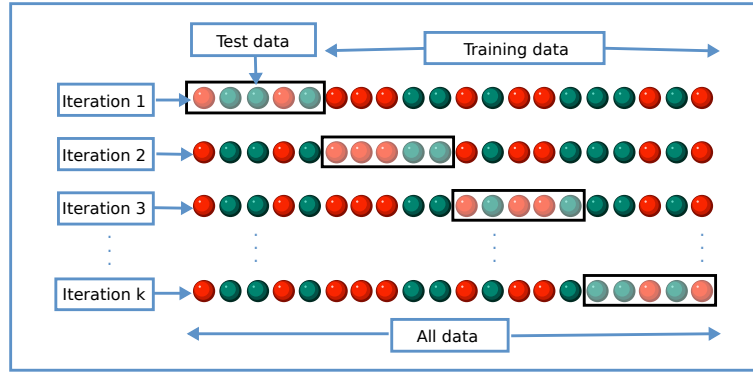 Test data
Training data
Iteration 1
Iteration 2
Iteration 3
Iteration k
All data